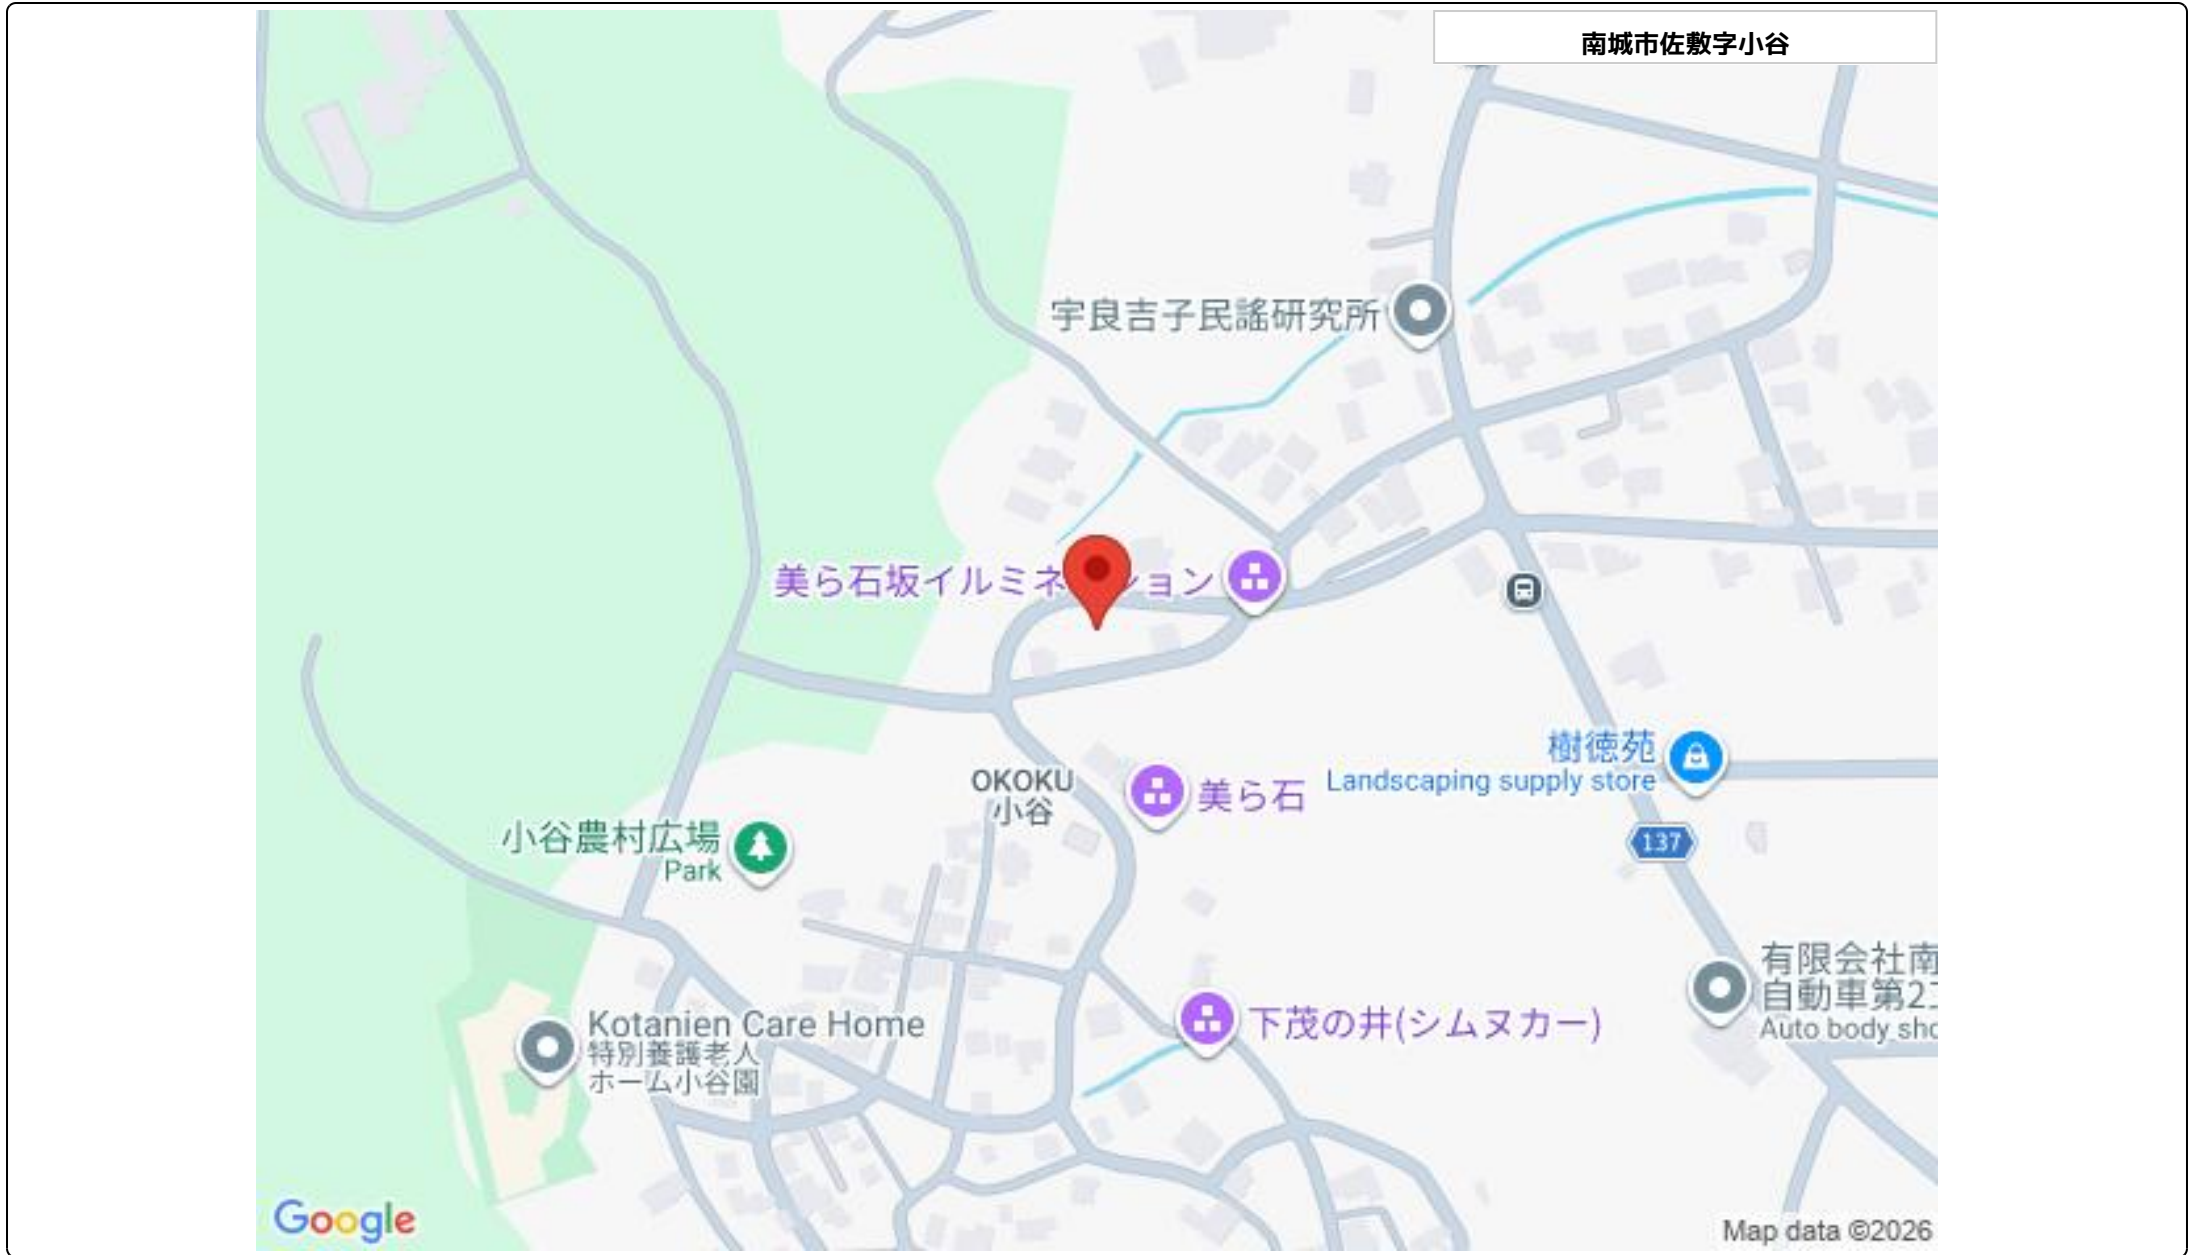 南城市佐敷字小谷
宇良吉子民謡研究所
美ら石坂イルミネ
ション
樹徳苑
Landscaping supply store
OKOKU
小谷
美ら石
小谷農村広場
Park
137
有限会社南
自動車第2工
Auto body sho
Kotanien Care Home
特別養護老人
ホーム小谷園
下茂の井(シムヌカー)
Google
Map data ©2026